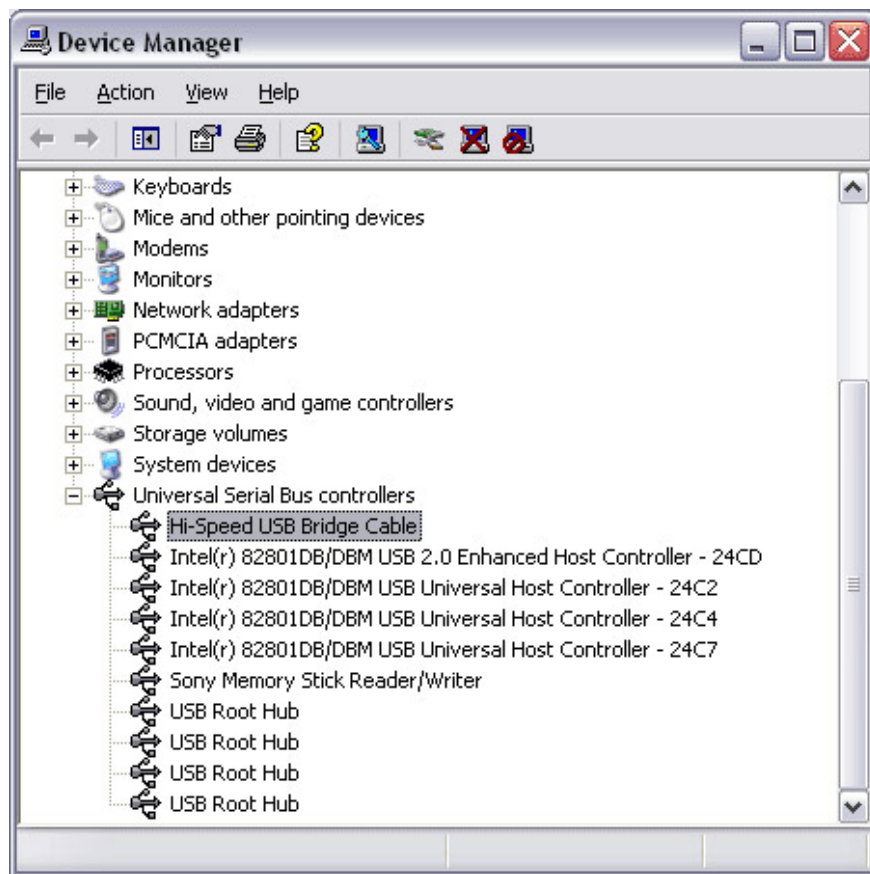 Device Manager
File Action View Help
Keyboards
Mice and other pointing devices
Modems
Monitors
Network adapters
PCMCIA adapters
Processors
Sound, video and game controllers
Storage volumes
System devices
Universal Serial Bus controllers
Hi-Speed USB Bridge Cable
Intel(r) 82801DB/DBM USB 2.0 Enhanced Host Controller - 24CD
Intel(r) 82801DB/DBM USB Universal Host Controller - 24C2
Intel(r) 82801DB/DBM USB Universal Host Controller - 24C4
Intel(r) 82801DB/DBM USB Universal Host Controller - 24C7
Sony Memory Stick Reader/Writer
USB Root Hub
USB Root Hub
USB Root Hub
USB Root Hub